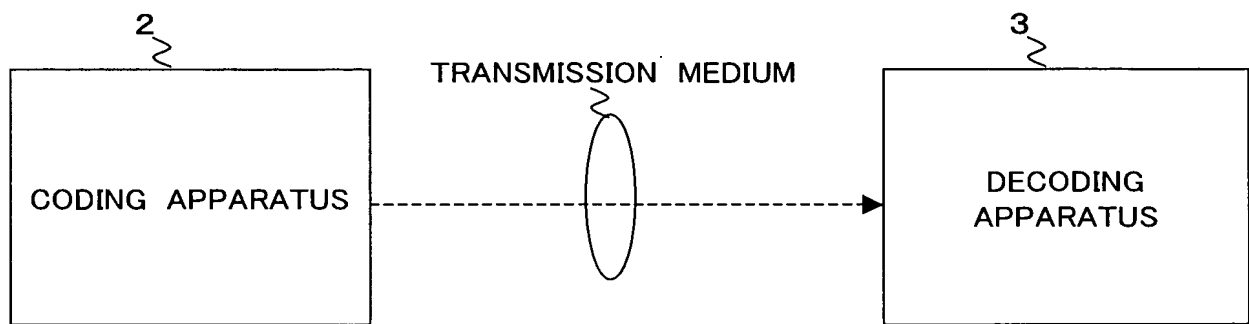 2
3
TRANSMISSION MEDIUM
CODING APPARATUS
DECODING
APPARATUS